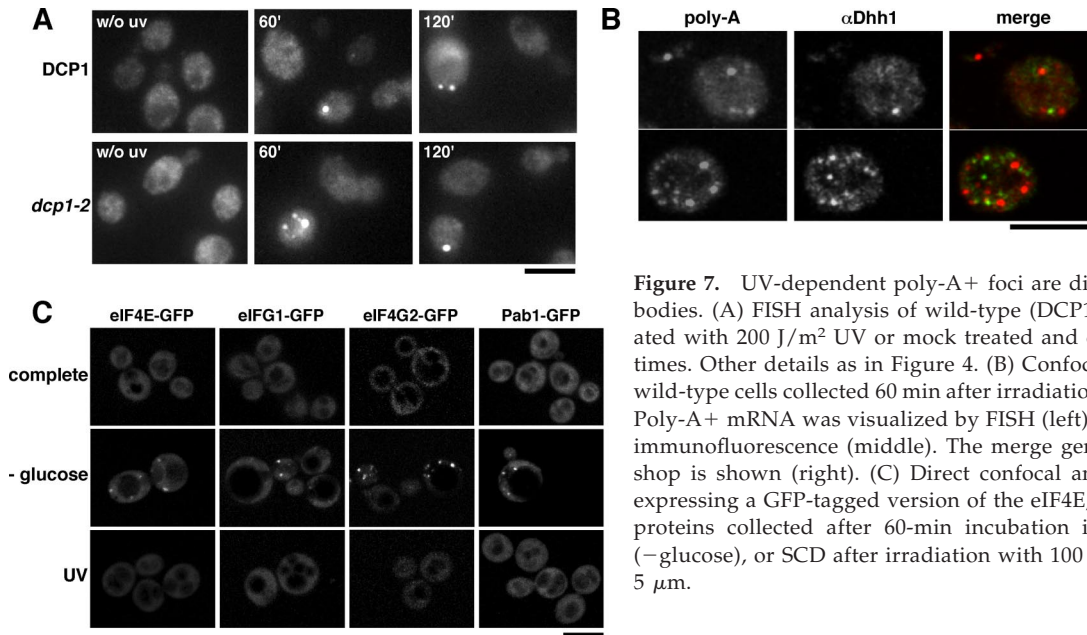 A
w/o uv
60'
120'
DCP1
w/o uv
60'
120'
dcp1-2
B
poly-A
αDhh1
merge
C
eIF4E-GFP
eIFG1-GFP
eIF4G2-GFP
Pab1-GFP
complete
- glucose
UV
Figure 7. UV-dependent poly-A+ foci are di
bodies. (A) FISH analysis of wild-type (DCP1
ated with 200 J/m² UV or mock treated and
times. Other details as in Figure 4. (B) Confoc
wild-type cells collected 60 min after irradiatio
Poly-A+ mRNA was visualized by FISH (left)
immunofluorescence (middle). The merge gen
shop is shown (right). (C) Direct confocal an
expressing a GFP-tagged version of the eIF4E
proteins collected after 60-min incubation i
(−glucose), or SCD after irradiation with 100
5 μm.